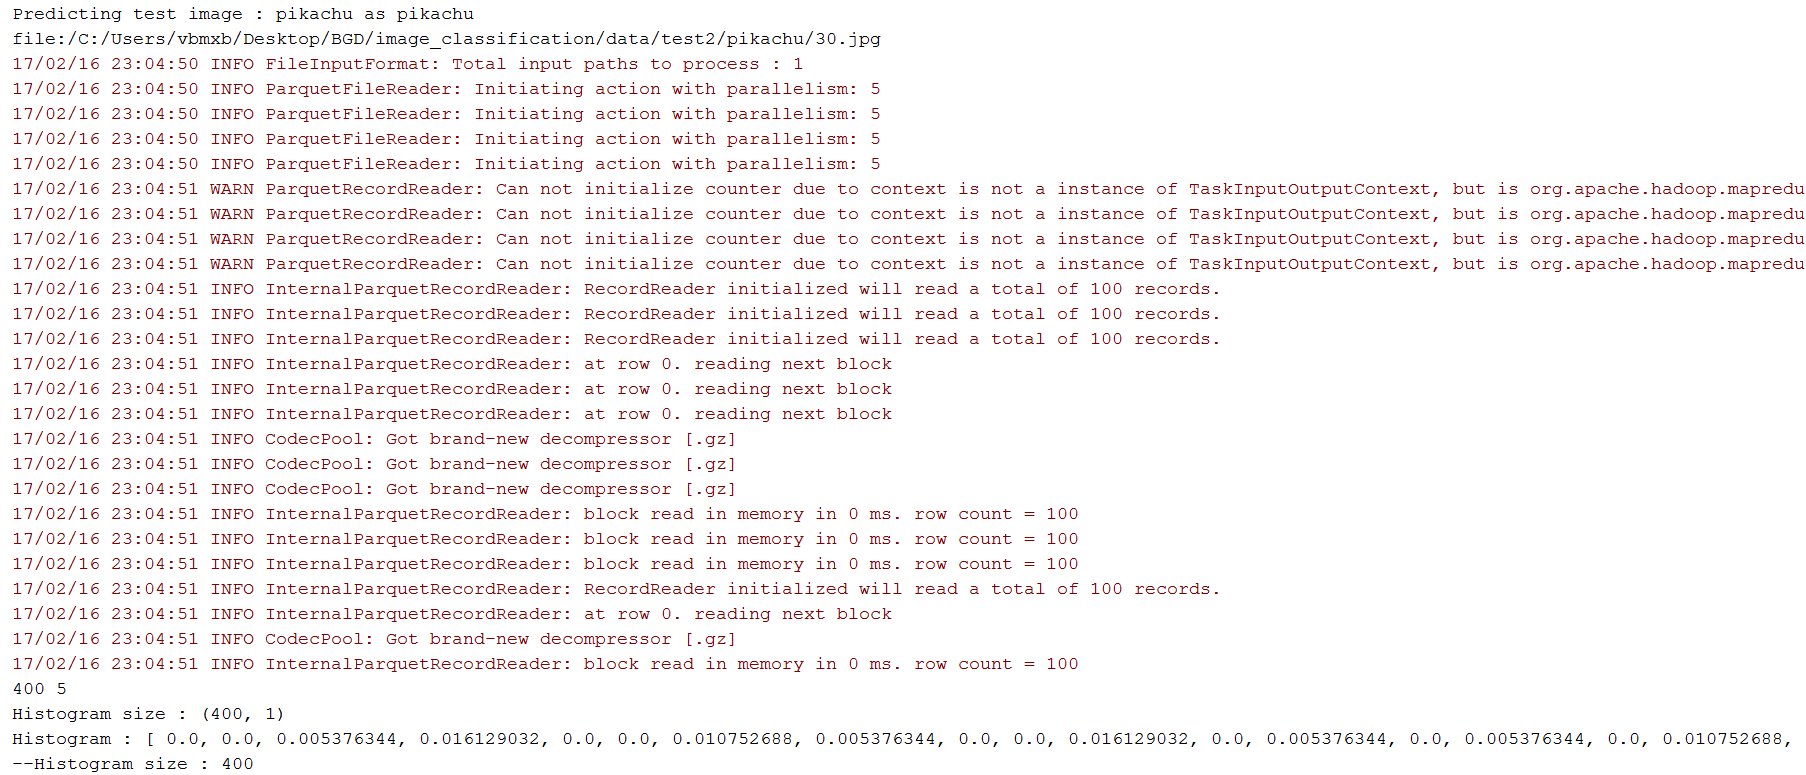 Predicting test image : pikachu as pikachu
file:/C:/Users/vbmxb/Desktop/BGD/image_classification/data/test2/pikachu/30.jpg
17/02/16 23:04:50 INFO FileInputFormat: Total input paths to process : 1
17/02/16 23:04:50 INFO ParquetFileReader: Initiating action with parallelism: 5
17/02/16 23:04:50 INFO ParquetFileReader: Initiating action with parallelism: 5
17/02/16 23:04:50 INFO ParquetFileReader: Initiating action with parallelism: 5
17/02/16 23:04:50 INFO ParquetFileReader: Initiating action with parallelism: 5
17/02/16 23:04:51 WARN ParquetRecordReader: Can not initialize counter due to context is not a instance of TaskInputOutputContext, but is org.apache.hadoop.mapredu
17/02/16 23:04:51 WARN ParquetRecordReader: Can not initialize counter due to context is not a instance of TaskInputOutputContext, but is org.apache.hadoop.mapredu
17/02/16 23:04:51 WARN ParquetRecordReader: Can not initialize counter due to context is not a instance of TaskInputOutputContext, but is org.apache.hadoop.mapredu
17/02/16 23:04:51 WARN ParquetRecordReader: Can not initialize counter due to context is not a instance of TaskInputOutputContext, but is org.apache.hadoop.mapredu
17/02/16 23:04:51 INFO InternalParquetRecordReader: RecordReader initialized will read a total of 100 records.
17/02/16 23:04:51 INFO InternalParquetRecordReader: RecordReader initialized will read a total of 100 records.
17/02/16 23:04:51 INFO InternalParquetRecordReader: RecordReader initialized will read a total of 100 records.
17/02/16 23:04:51 INFO InternalParquetRecordReader: at row 0. reading next block
17/02/16 23:04:51 INFO InternalParquetRecordReader: at row 0. reading next block
17/02/16 23:04:51 INFO InternalParquetRecordReader: at row 0. reading next block
17/02/16 23:04:51 INFO CodecPool: Got brand-new decompressor [.gz]
17/02/16 23:04:51 INFO CodecPool: Got brand-new decompressor [.gz]
17/02/16 23:04:51 INFO CodecPool: Got brand-new decompressor [.gz]
17/02/16 23:04:51 INFO InternalParquetRecordReader: block read in memory in 0 ms. row count = 100
17/02/16 23:04:51 INFO InternalParquetRecordReader: block read in memory in 0 ms. row count = 100
17/02/16 23:04:51 INFO InternalParquetRecordReader: block read in memory in 0 ms. row count = 100
17/02/16 23:04:51 INFO InternalParquetRecordReader: RecordReader initialized will read a total of 100 records.
17/02/16 23:04:51 INFO InternalParquetRecordReader: at row 0. reading next block
17/02/16 23:04:51 INFO CodecPool: Got brand-new decompressor [.gz]
17/02/16 23:04:51 INFO InternalParquetRecordReader: block read in memory in 0 ms. row count = 100
400 5
Histogram size : (400, 1)
Histogram : [ 0.0, 0.0, 0.005376344, 0.016129032, 0.0, 0.0, 0.010752688, 0.005376344, 0.0, 0.0, 0.016129032, 0.0, 0.005376344, 0.0, 0.005376344, 0.0, 0.010752688,
--Histogram size : 400